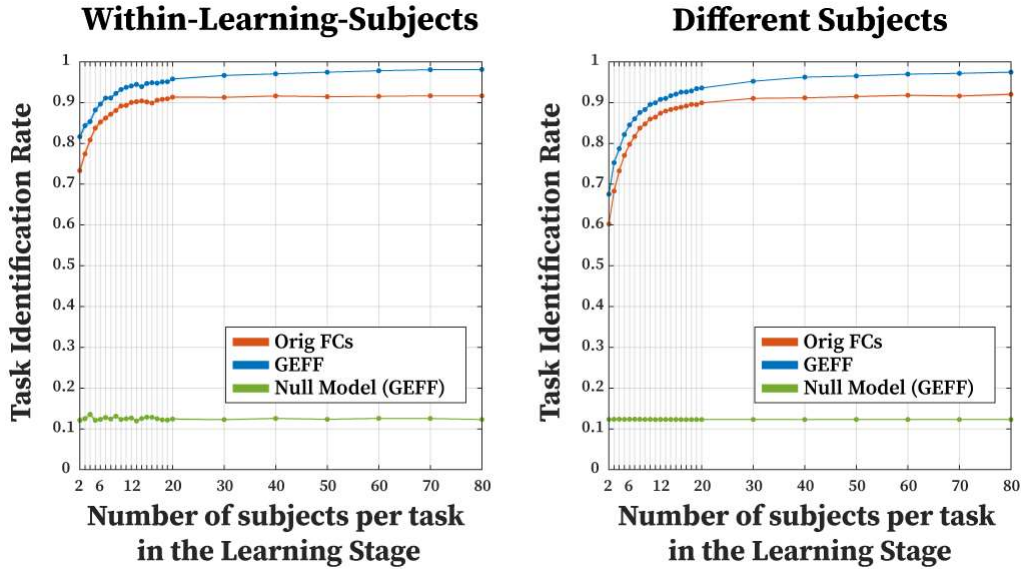 Within-Learning-Subjects
Task Identification Rate
1
0.9
0.8
0.7
0.6
0.5
0.4
0.3
0.2
0.1
0
Orig FCs
GEFF
Null Model (GEFF)
2 6 12 20 30 40 50 60 70 80
Number of subjects per task
in the Learning Stage
Different Subjects
Task Identification Rate
1
0.9
0.8
0.7
0.6
0.5
0.4
0.3
0.2
0.1
0
Orig FCs
GEFF
Null Model (GEFF)
2 6 12 20 30 40 50 60 70 80
Number of subjects per task
in the Learning Stage